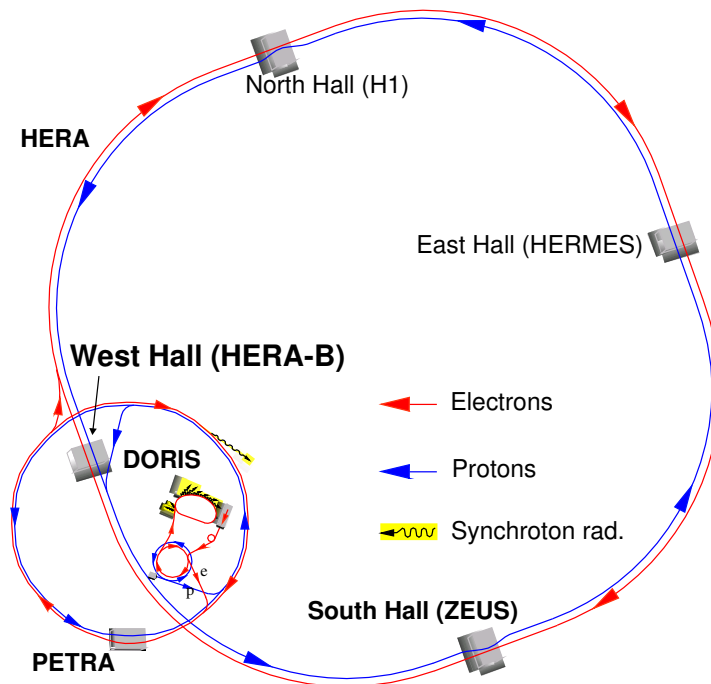 North Hall (H1)
HERA
East Hall (HERMES)
West Hall (HERA-B)
Electrons
DORIS
Protons
Synchroton rad.
e
p
South Hall (ZEUS)
PETRA